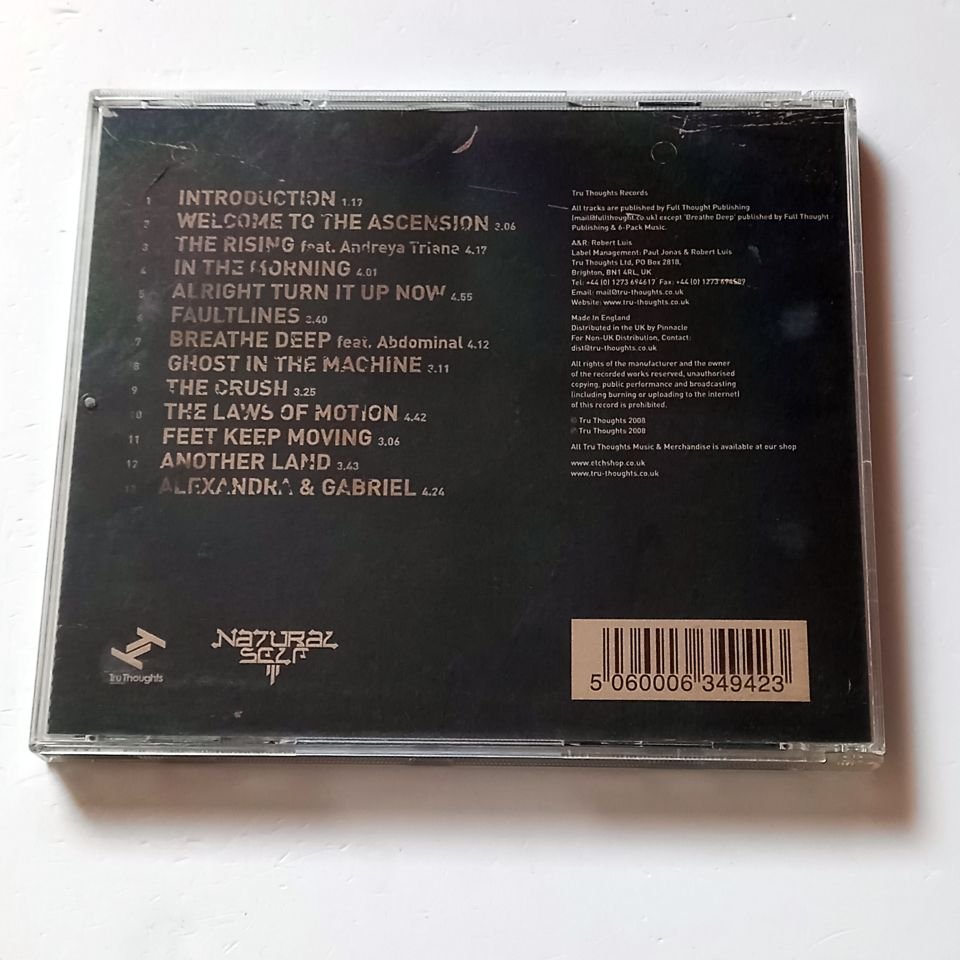 1 INTRODUCTION 1.17
2 WELCOME TO THE ASCENSION 3.06
3 THE RISING feat. Andreya Triana 4.17
4 IN THE MORNING 4.01
5 ALRIGHT TURN IT UP NOW 4.55
6 FAULTLINES 3.40
7 BREATHE DEEP feat. Abdominal 4.12
8 GHOST IN THE MACHINE 3.11
9 THE CRUSH 3.25
10 THE LAWS OF MOTION 4.42
11 FEET KEEP MOVING 3.06
12 ANOTHER LAND 3.43
13 ALEXANDRA & GABRIEL 4.24
Tru Thoughts Records
All tracks are published by Full Thought Publishing
(mail@fullthought.co.uk) except 'Breathe Deep' published by Full Thought
Publishing & 6-Pack Music.
A&R: Robert Luis
Label Management: Paul Jonas & Robert Luis
Tru Thoughts Ltd, PO Box 2818,
Brighton, BN1 4RL, UK
Tel: +44 (0) 1273 694617 Fax: +44 (0) 1273
Email: mail@tru-thoughts.co.uk
Website: www.tru-thoughts.co.uk
Made In England
Distributed in the UK by Pinnacle
For Non-UK Distribution, Contact:
dist@tru-thoughts.co.uk
All rights of the manufacturer and the owner
of the recorded works reserved, unauthorised
copying, public performance and broadcasting
(including burning or uploading to the internet)
of this record is prohibited.
© Tru Thoughts 2008
℗ Tru Thoughts 2008
All Tru Thoughts Music & Merchandise is available at our shop
www.etchshop.co.uk
www.tru-thoughts.co.uk
Tru Thoughts
NATURAL
SELF
5 060006 349423